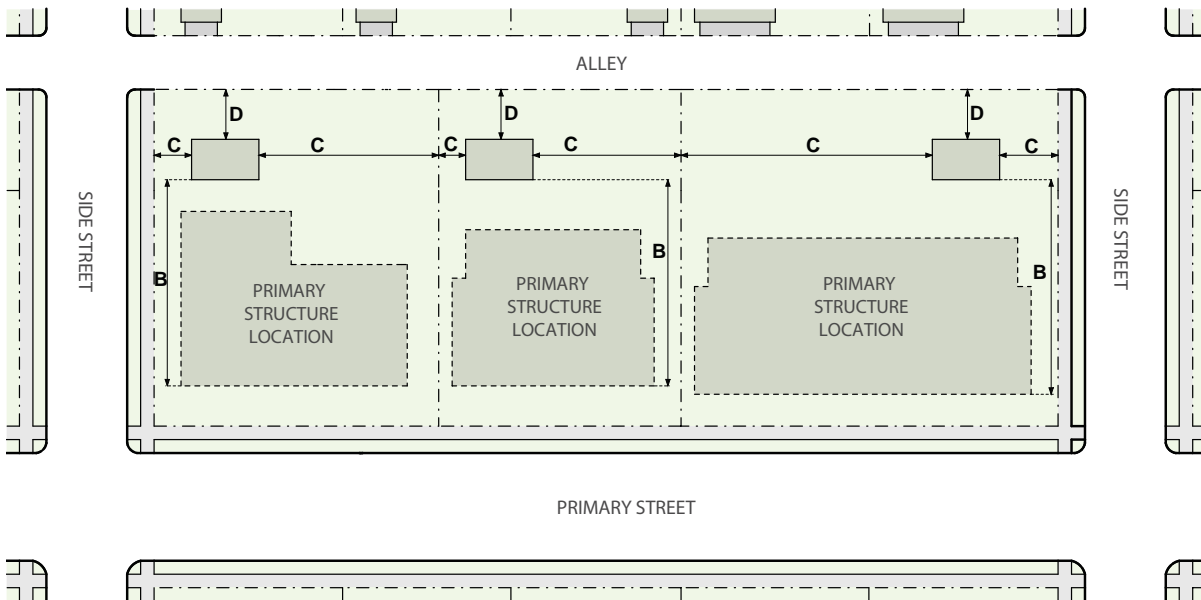 ALLEY
D
D
D
C
C
C
C
C
C
SIDE STREET
SIDE STREET
B
B
B
PRIMARY
STRUCTURE
LOCATION
PRIMARY
STRUCTURE
LOCATION
PRIMARY
STRUCTURE
LOCATION
PRIMARY STREET